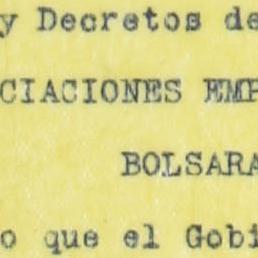 y Decretos de
CIACIONES EMP
BOLSARA
o que el Gobi